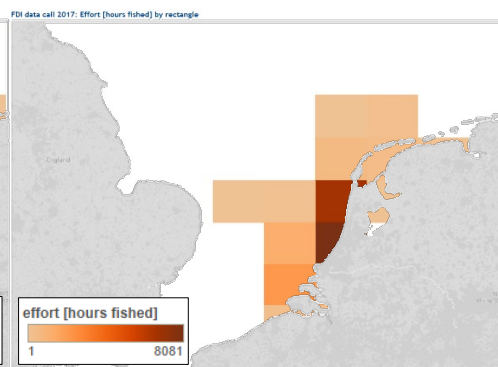 FDI data call 2017: Effort [hours fished] by rectangle
England
effort [hours fished]
1 8081